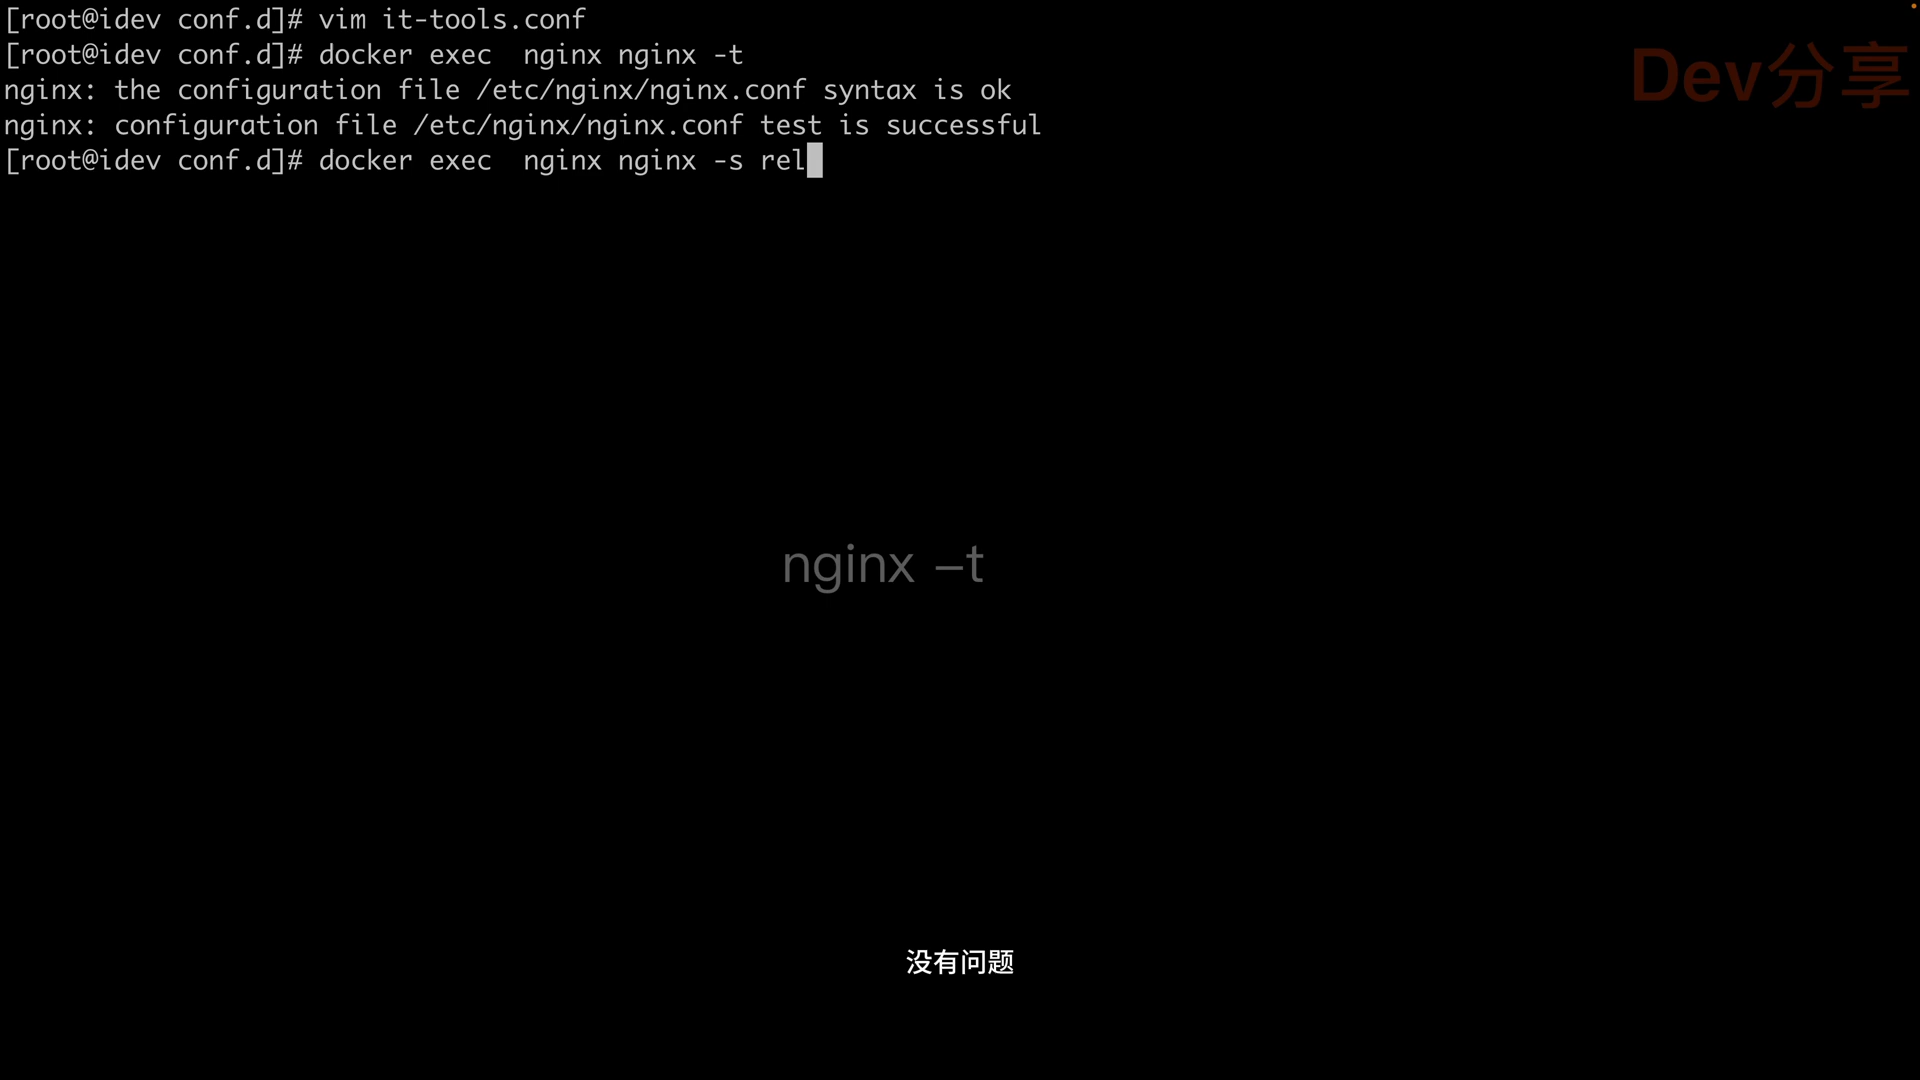 [root@idev conf.d]# vim it-tools.conf
[root@idev conf.d]# docker exec  nginx nginx -t
nginx: the configuration file /etc/nginx/nginx.conf syntax is ok
nginx: configuration file /etc/nginx/nginx.conf test is successful
[root@idev conf.d]# docker exec  nginx nginx -s rel
Dev分享
nginx –t
没有问题